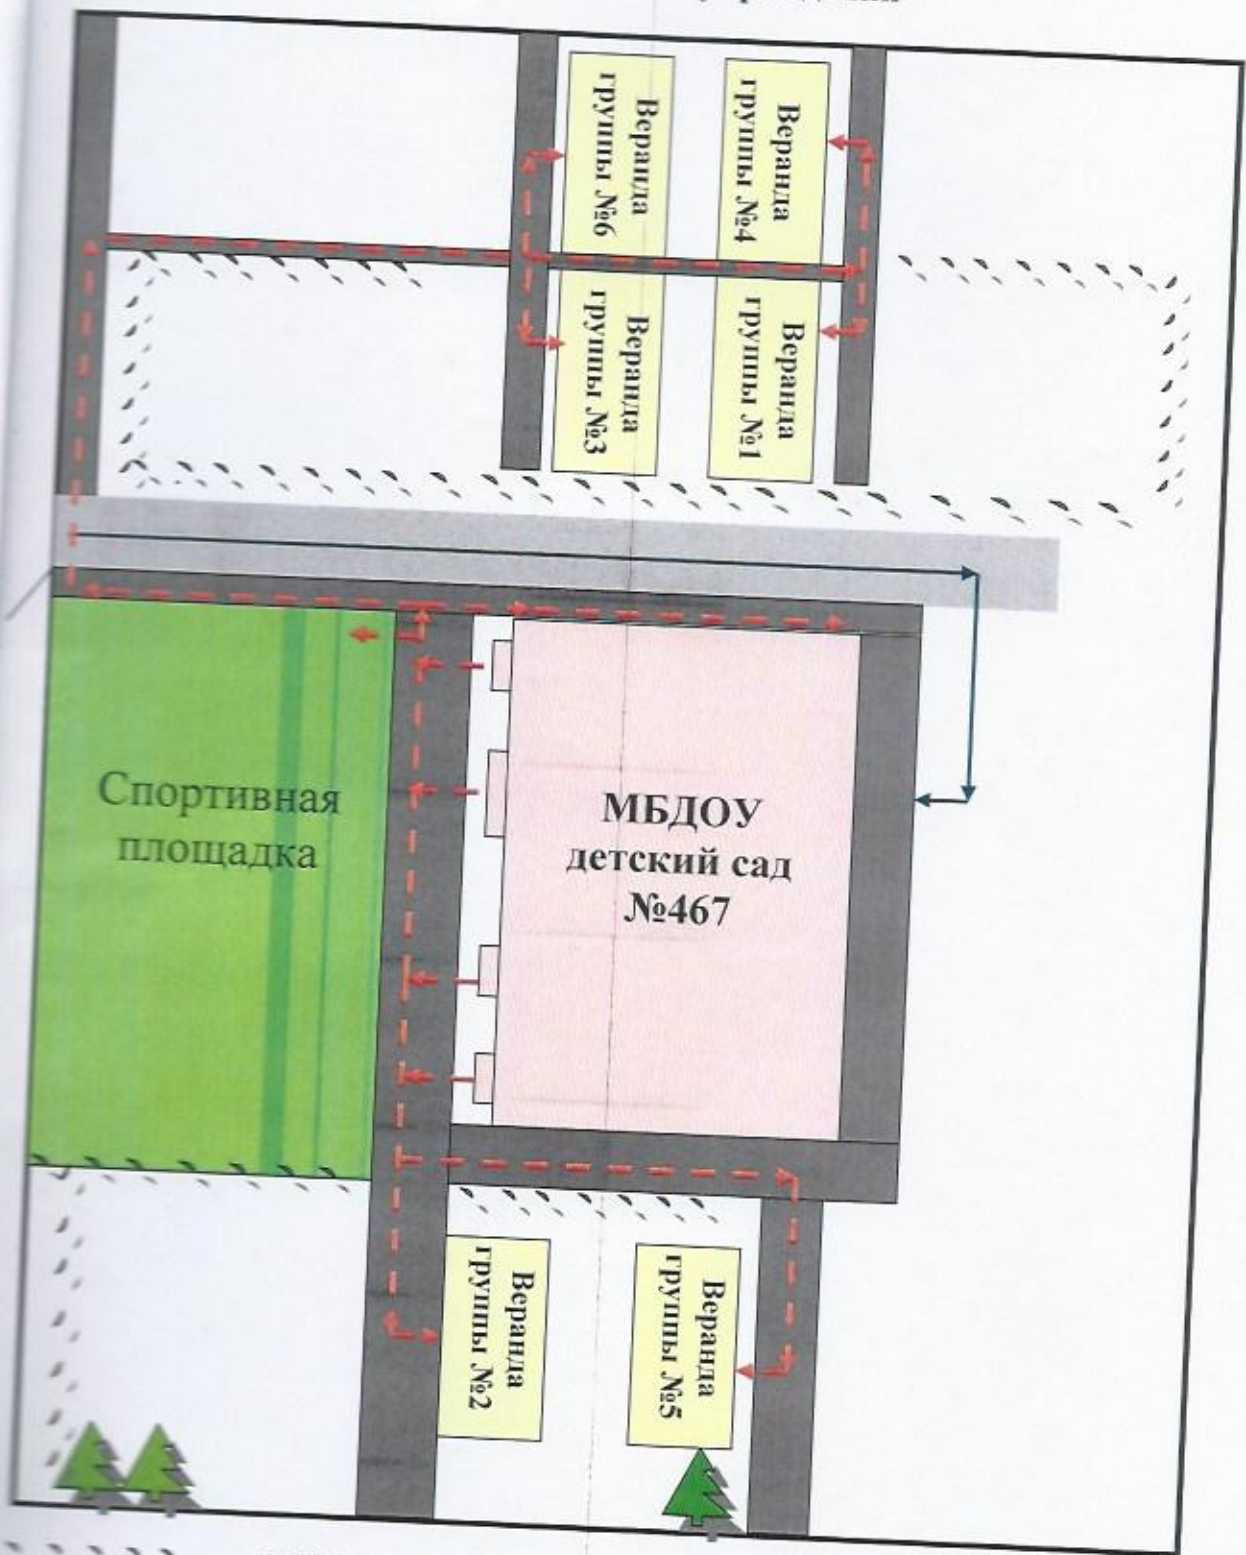 Веранда
группы №6
Веранда
группы №4
Веранда
группы №3
Веранда
группы №1
Спортивная
площадка
МБДОУ
детский сад
№467
Веранда
группы №2
Веранда
группы №5